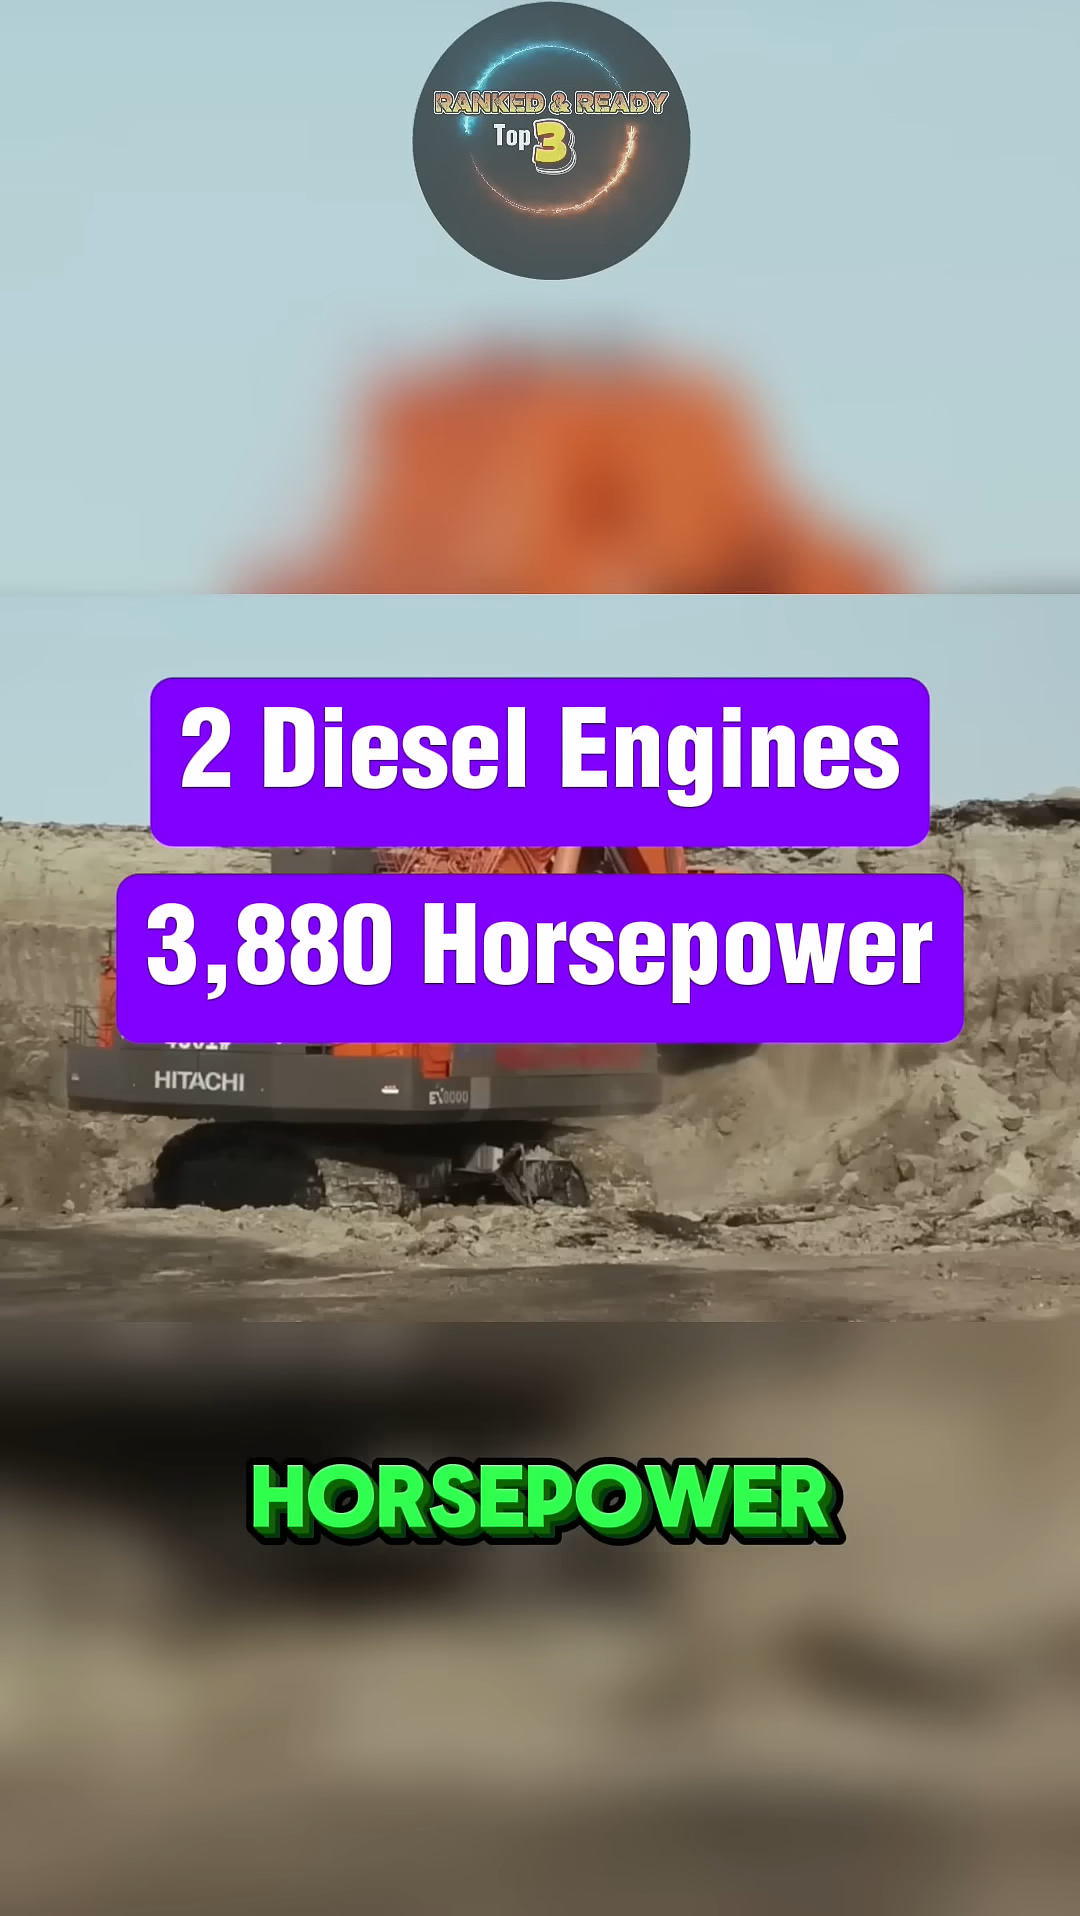 RANKED & READY
Top 3
2 Diesel Engines
3,880 Horsepower
HITACHI
HORSEPOWER